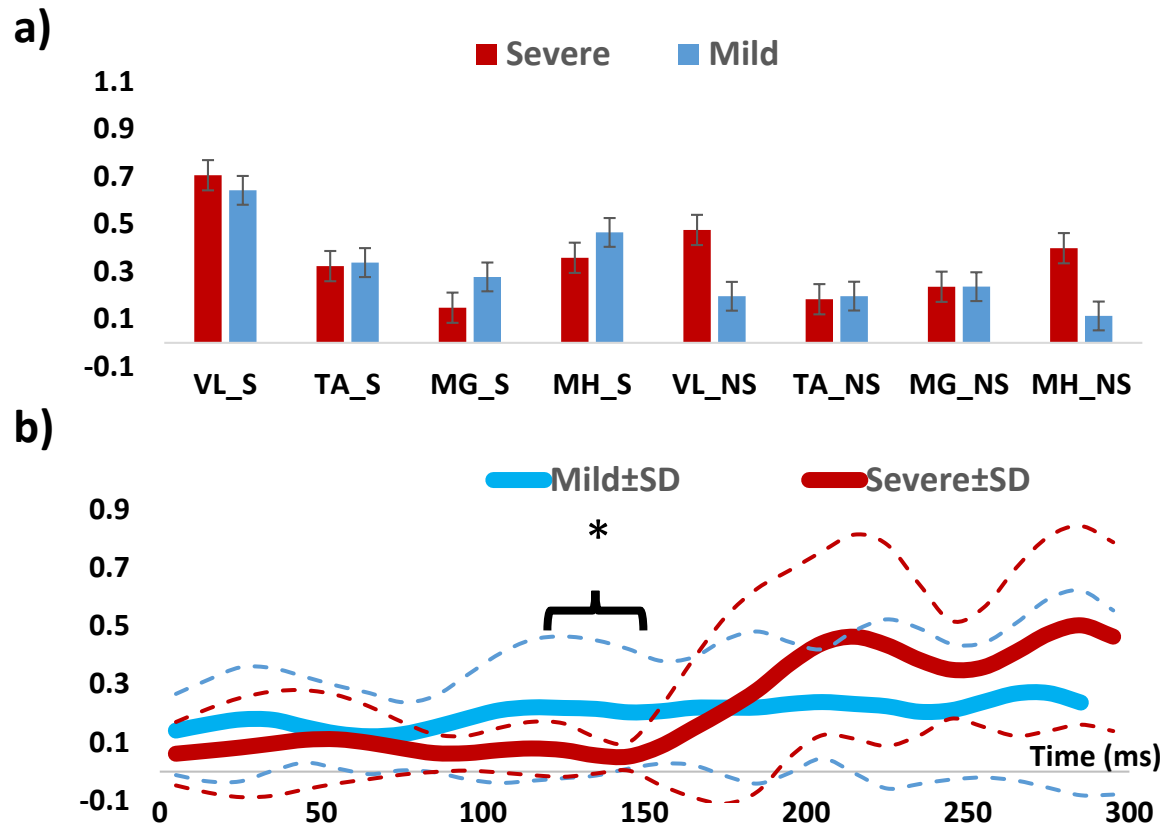 a)
Severe Mild
1.1
0.9
0.7
0.5
0.3
0.1
-0.1
VL_S TA_S MG_S MH_S VL_NS TA_NS MG_NS MH_NS
b)
Mild±SD Severe±SD
0.9
*
0.7
0.5
0.3
0.1
Time (ms)
-0.1
0 50 100 150 200 250 300